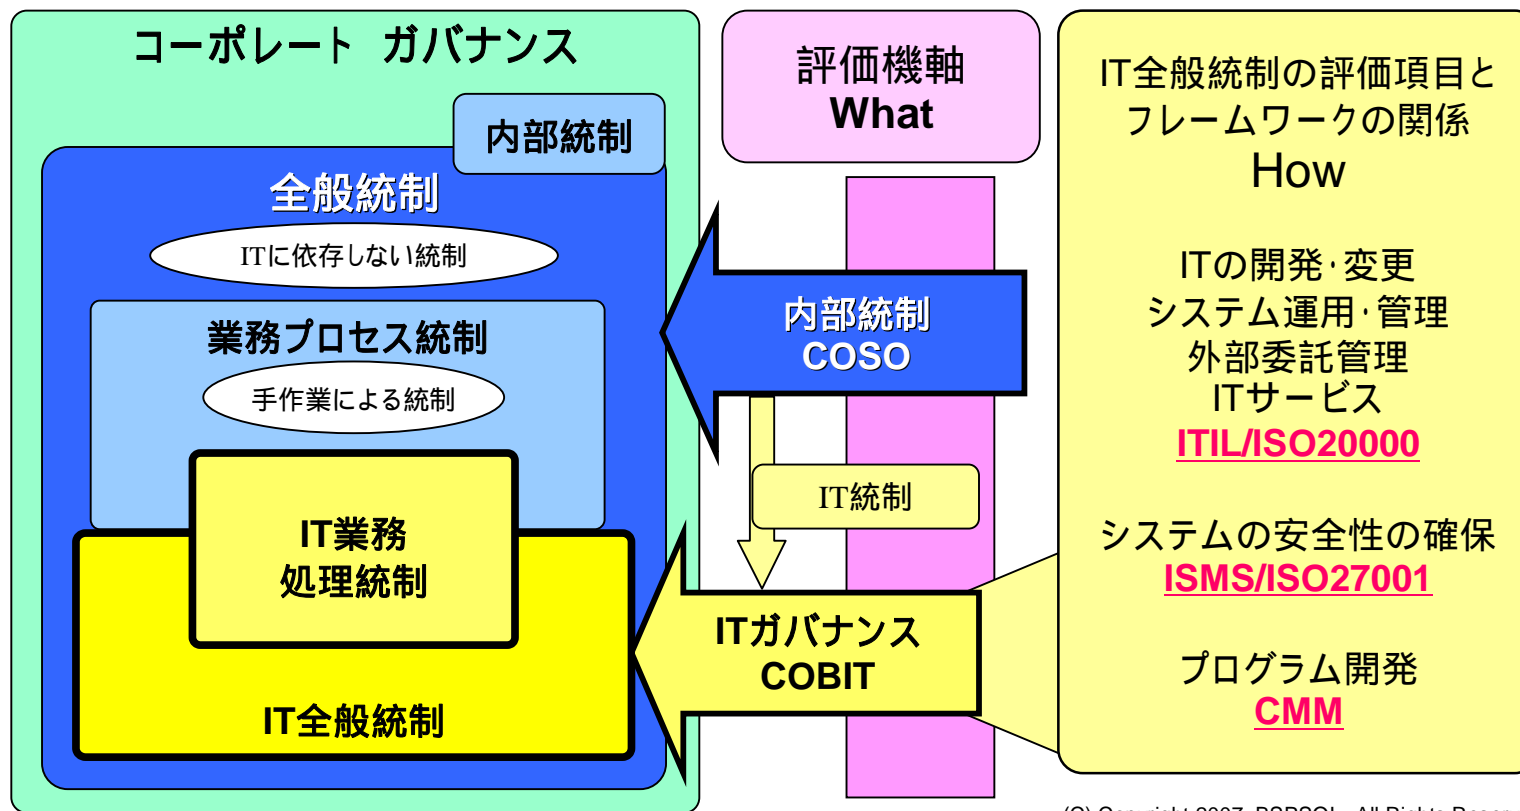 コーポレート ガバナンス
内部統制
全般統制
ITに依存しない統制
業務プロセス統制
手作業による統制
IT業務
処理統制
IT全般統制
評価機軸
What
内部統制
COSO
IT統制
ITガバナンス
COBIT
IT全般統制の評価項目と
フレームワークの関係
How
ITの開発･変更
システム運用･管理
外部委託管理
ITサービス
ITIL/ISO20000
システムの安全性の確保
ISMS/ISO27001
プログラム開発
CMM